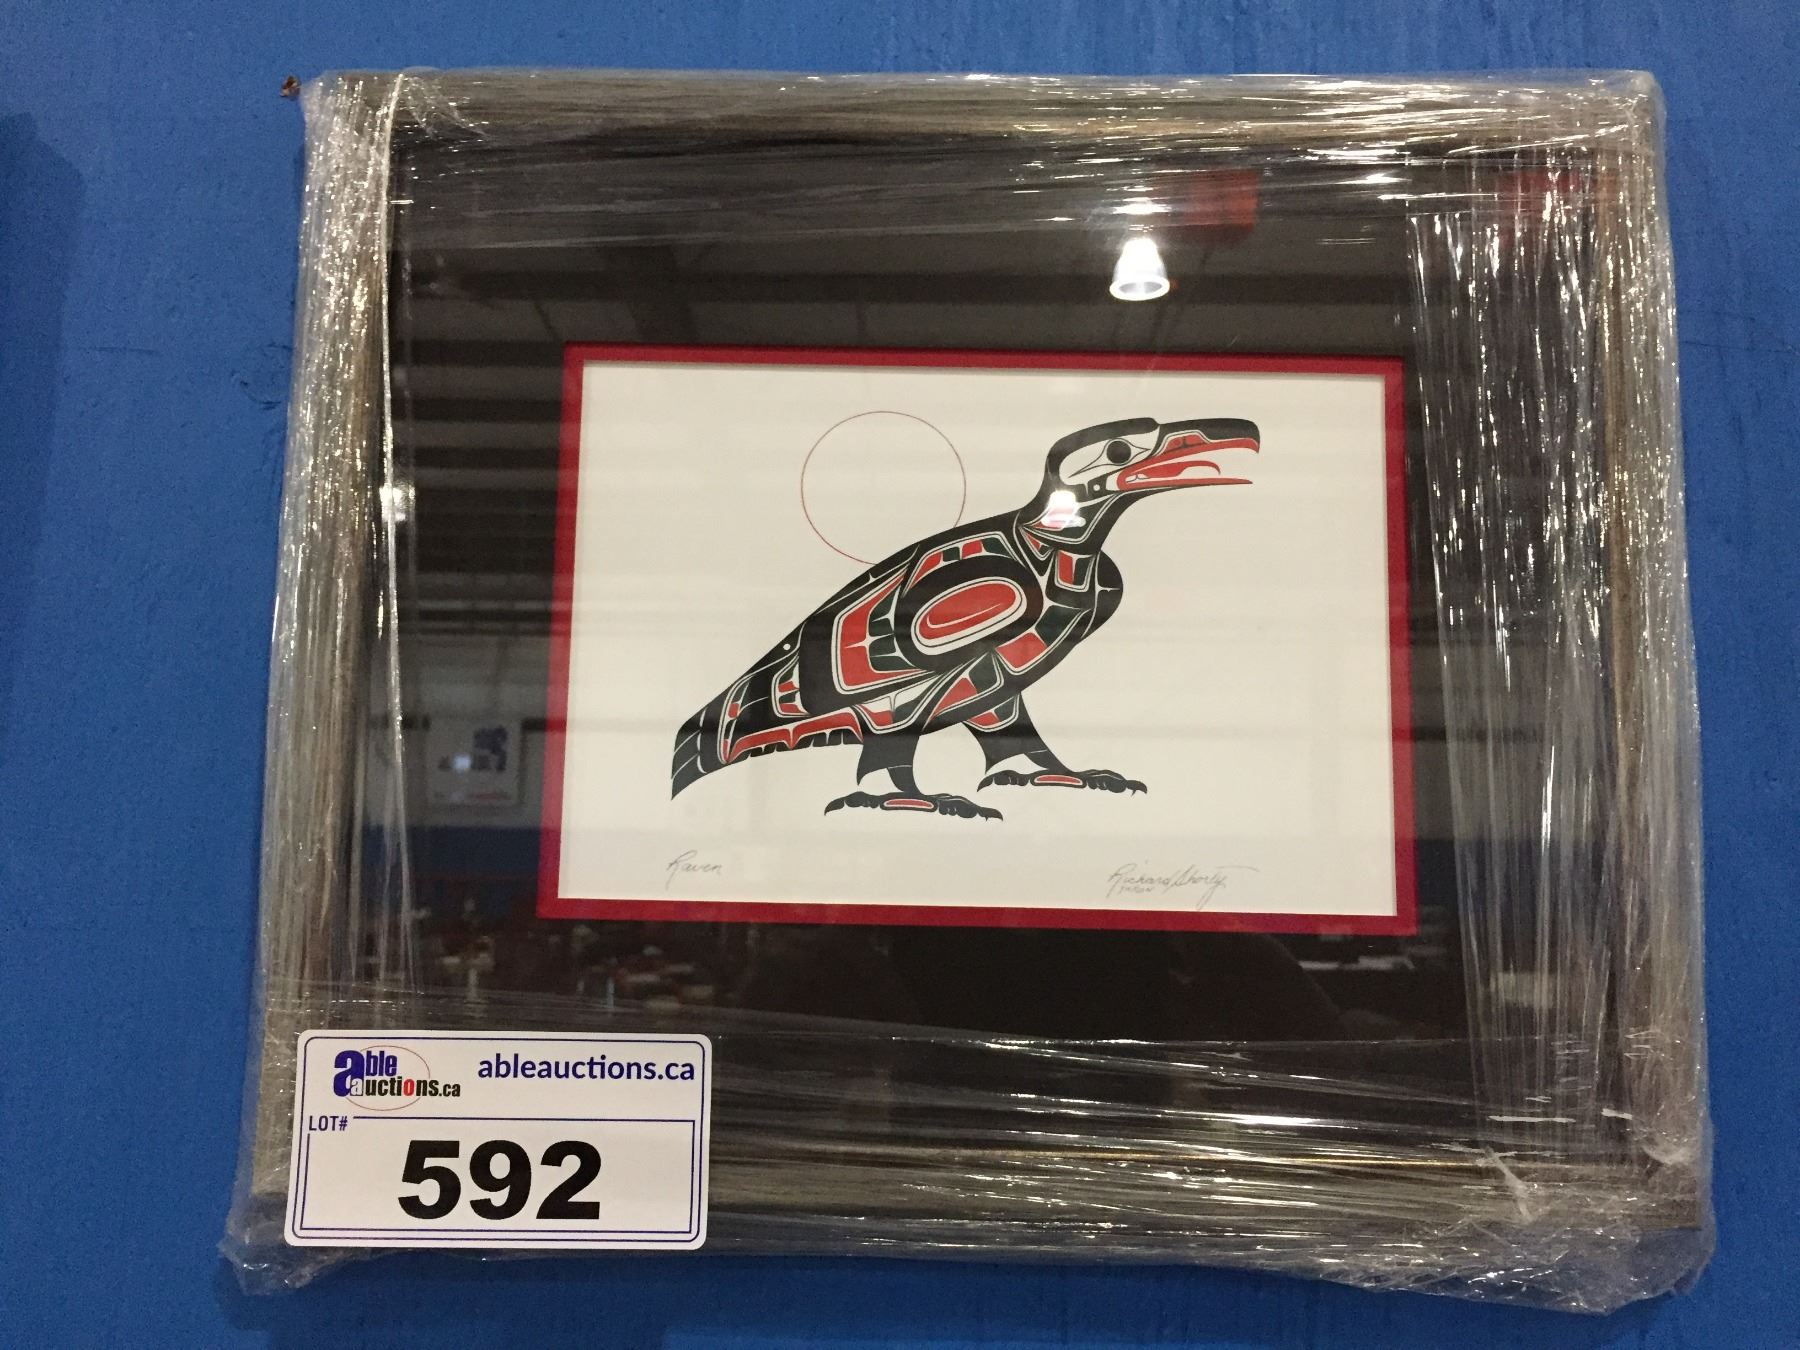 Raven
Richard Shorty
able
auctions.ca
ableauctions.ca
LOT#
592